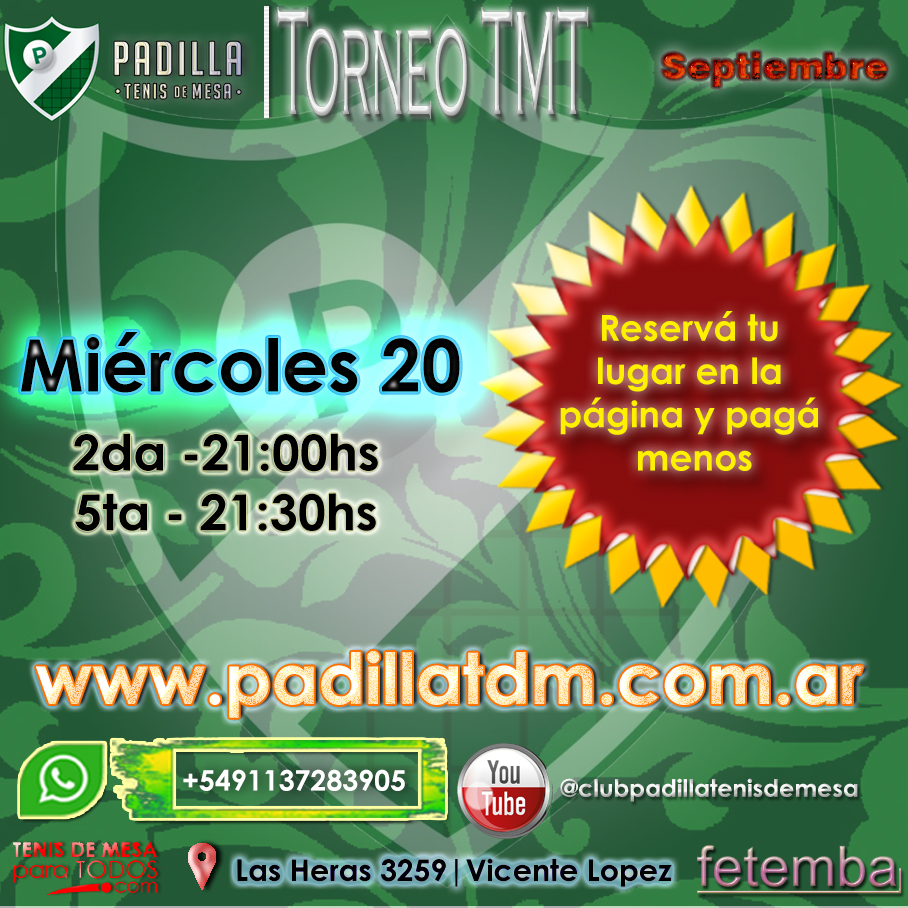 P
PADILLA
• TENIS DE MESA •
TORNEO TMT
Septiembre
P
Miércoles 20
2da -21:00hs
5ta - 21:30hs
Reservá tu
lugar en la
página y pagá
menos
www.padillatdm.com.ar
+5491137283905
You
Tube
@clubpadillatenisdemesa
TENIS DE MESA
para TODOS
.com
Las Heras 3259|Vicente Lopez
fetemba